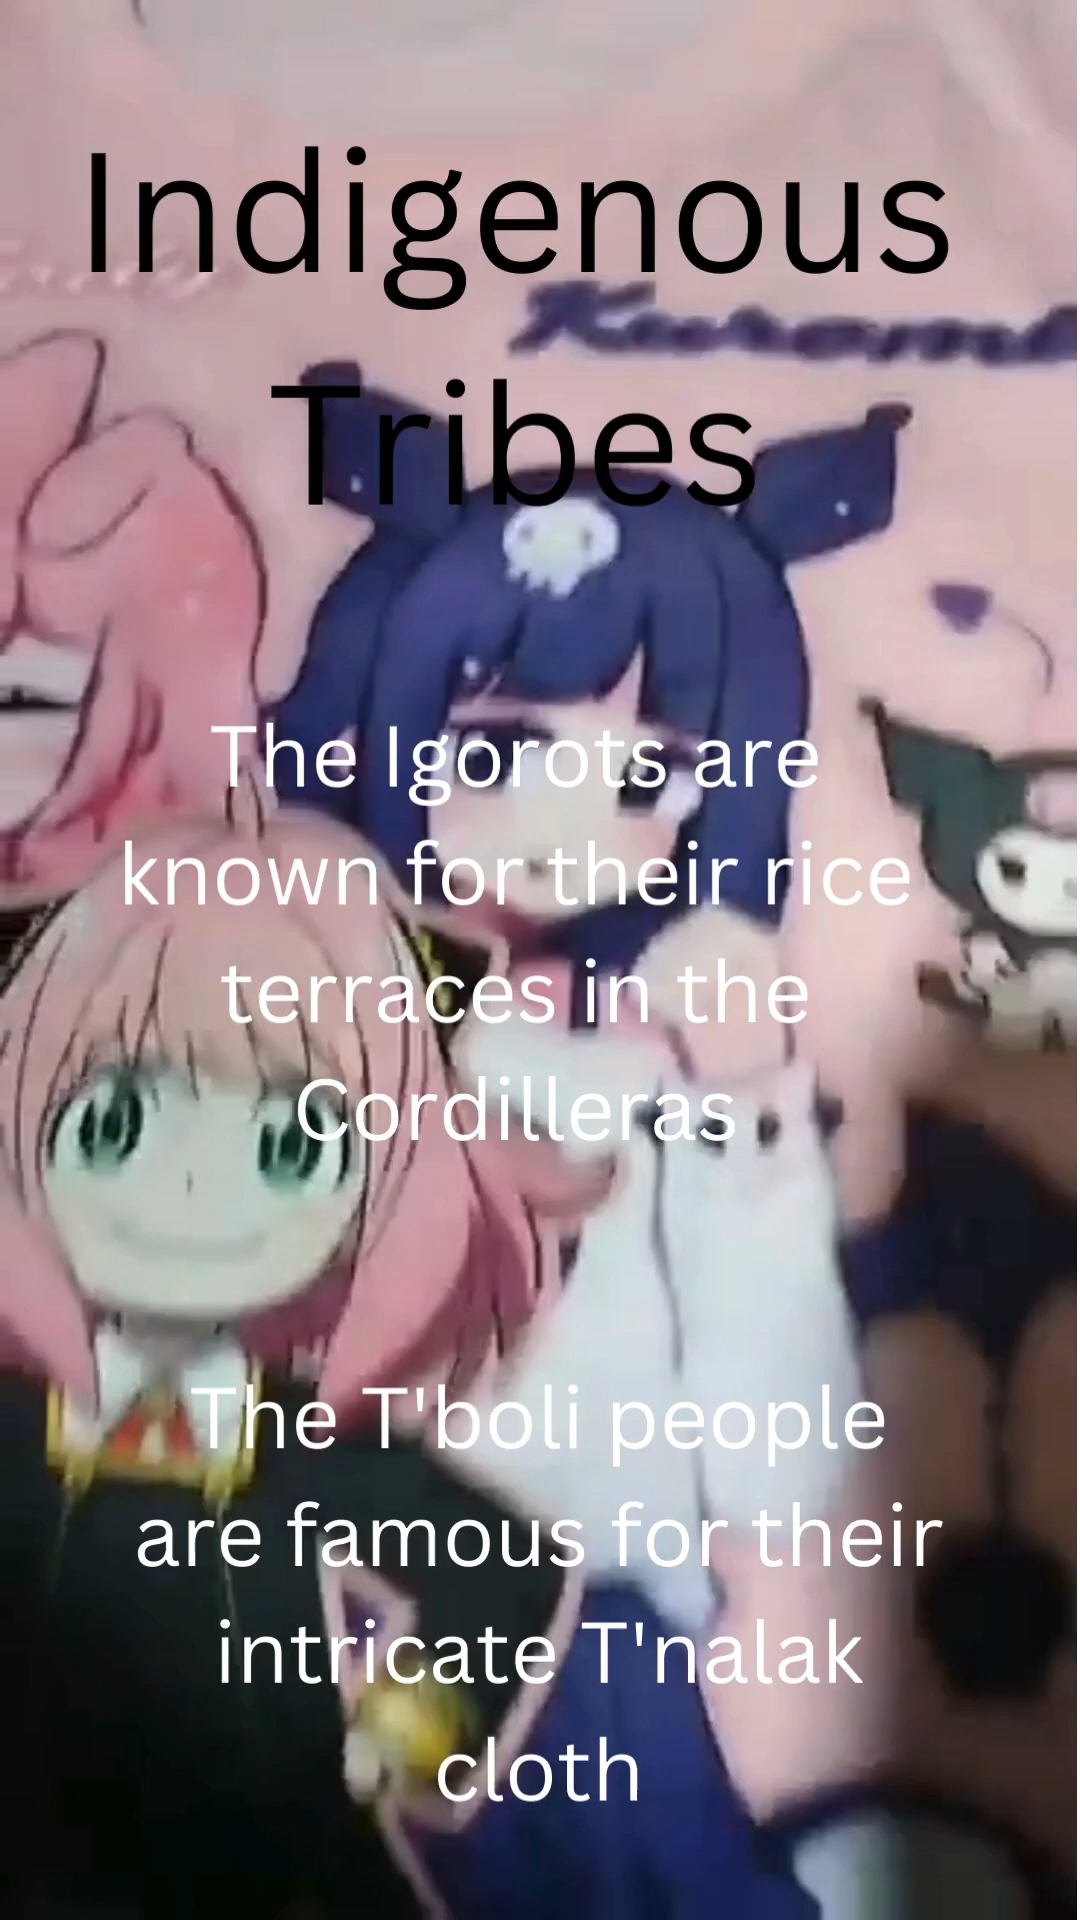 Indigenous
Kuromi
Tribes
The Igorots are
known for their rice
terraces in the
Cordilleras
The T'boli people
are famous for their
intricate T'nalak
cloth